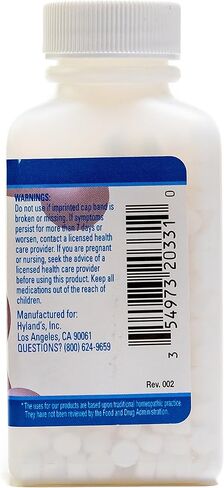 WARNINGS:
Do not use if imprinted cap band is
broken or missing. If symptoms
persist for more than 7 days or
worsen, contact a licensed health
care provider. If you are pregnant
or nursing, seek the advice of a
licensed health care provider
before using this product. Keep all
medications out of the reach of
children.
Manufactured for:
Hyland's, Inc.
Los Angeles, CA 90061
QUESTIONS? (800) 624-9659
3 54973 20331 0
Rev. 002
*The uses for our products are based upon traditional homeopathic practice.
They have not been reviewed by the Food and Drug Administration.